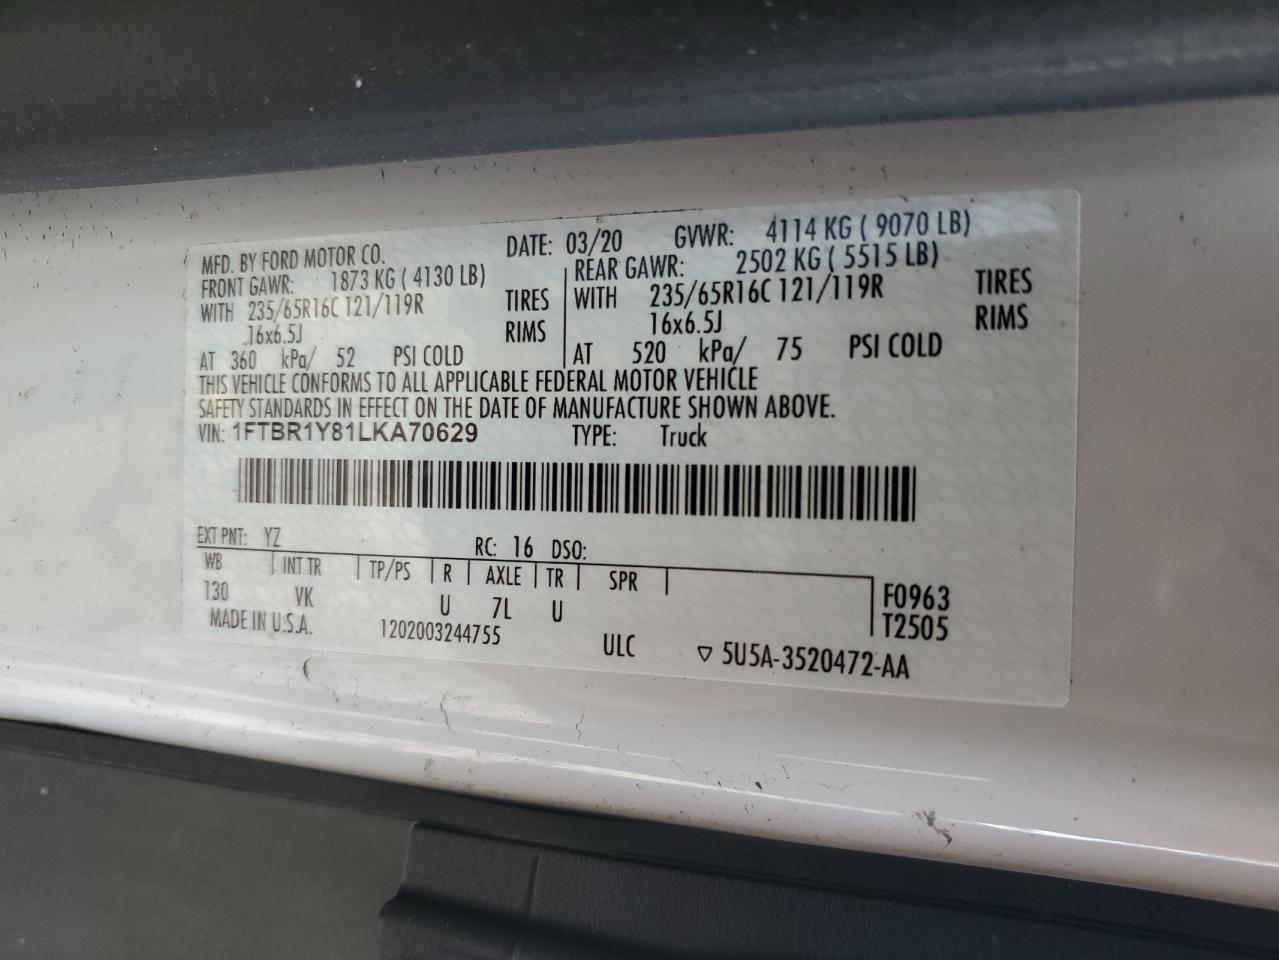 MFD. BY FORD MOTOR CO. DATE: 03/20 GVWR: 4114 KG ( 9070 LB)
FRONT GAWR: 1873 KG ( 4130 LB) REAR GAWR: 2502 KG ( 5515 LB)
WITH 235/65R16C 121/119R TIRES WITH 235/65R16C 121/119R TIRES
16x6.5J RIMS 16x6.5J RIMS
AT 360 kPa/ 52 PSI COLD AT 520 kPa/ 75 PSI COLD
THIS VEHICLE CONFORMS TO ALL APPLICABLE FEDERAL MOTOR VEHICLE
SAFETY STANDARDS IN EFFECT ON THE DATE OF MANUFACTURE SHOWN ABOVE.
VIN: 1FTBR1Y81LKA70629 TYPE: Truck
EXT PNT: YZ RC: 16 DSO:
WB INT TR TP/PS R AXLE TR SPR
130 VK U 7L U F0963
T2505
MADE IN U.S.A. 1202003244755 ULC ▽ 5U5A-3520472-AA